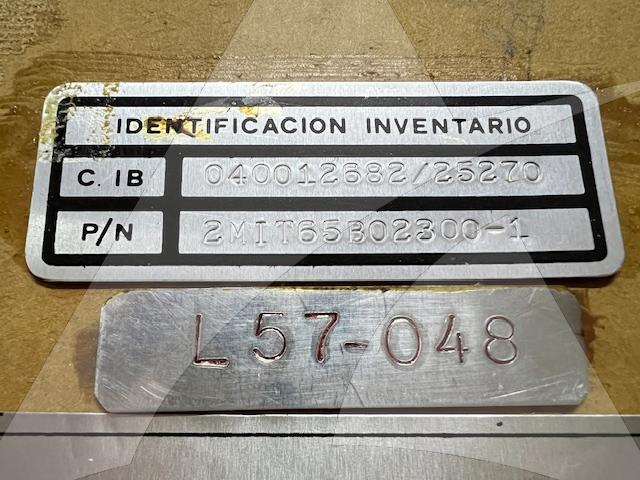 IDENTIFICACION INVENTARIO
C. IB 040012682/25270
P/N 2MIT65B02300-1
L57-048